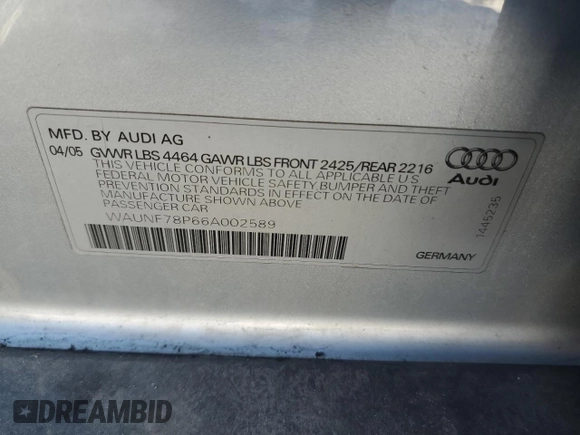 MFD. BY AUDI AG
04/05 GVWR LBS 4464 GAWR LBS FRONT 2425/REAR 2216
THIS VEHICLE CONFORMS TO ALL APPLICABLE U.S
FEDERAL MOTOR VEHICLE SAFETY BUMPER AND THEFT
PREVENTION STANDARDS IN EFFECT ON THE DATE OF
MANUFACTURE SHOWN ABOVE
PASSENGER CAR
WAUNF78P66A002589
Audi
1445235
GERMANY
DREAMBID